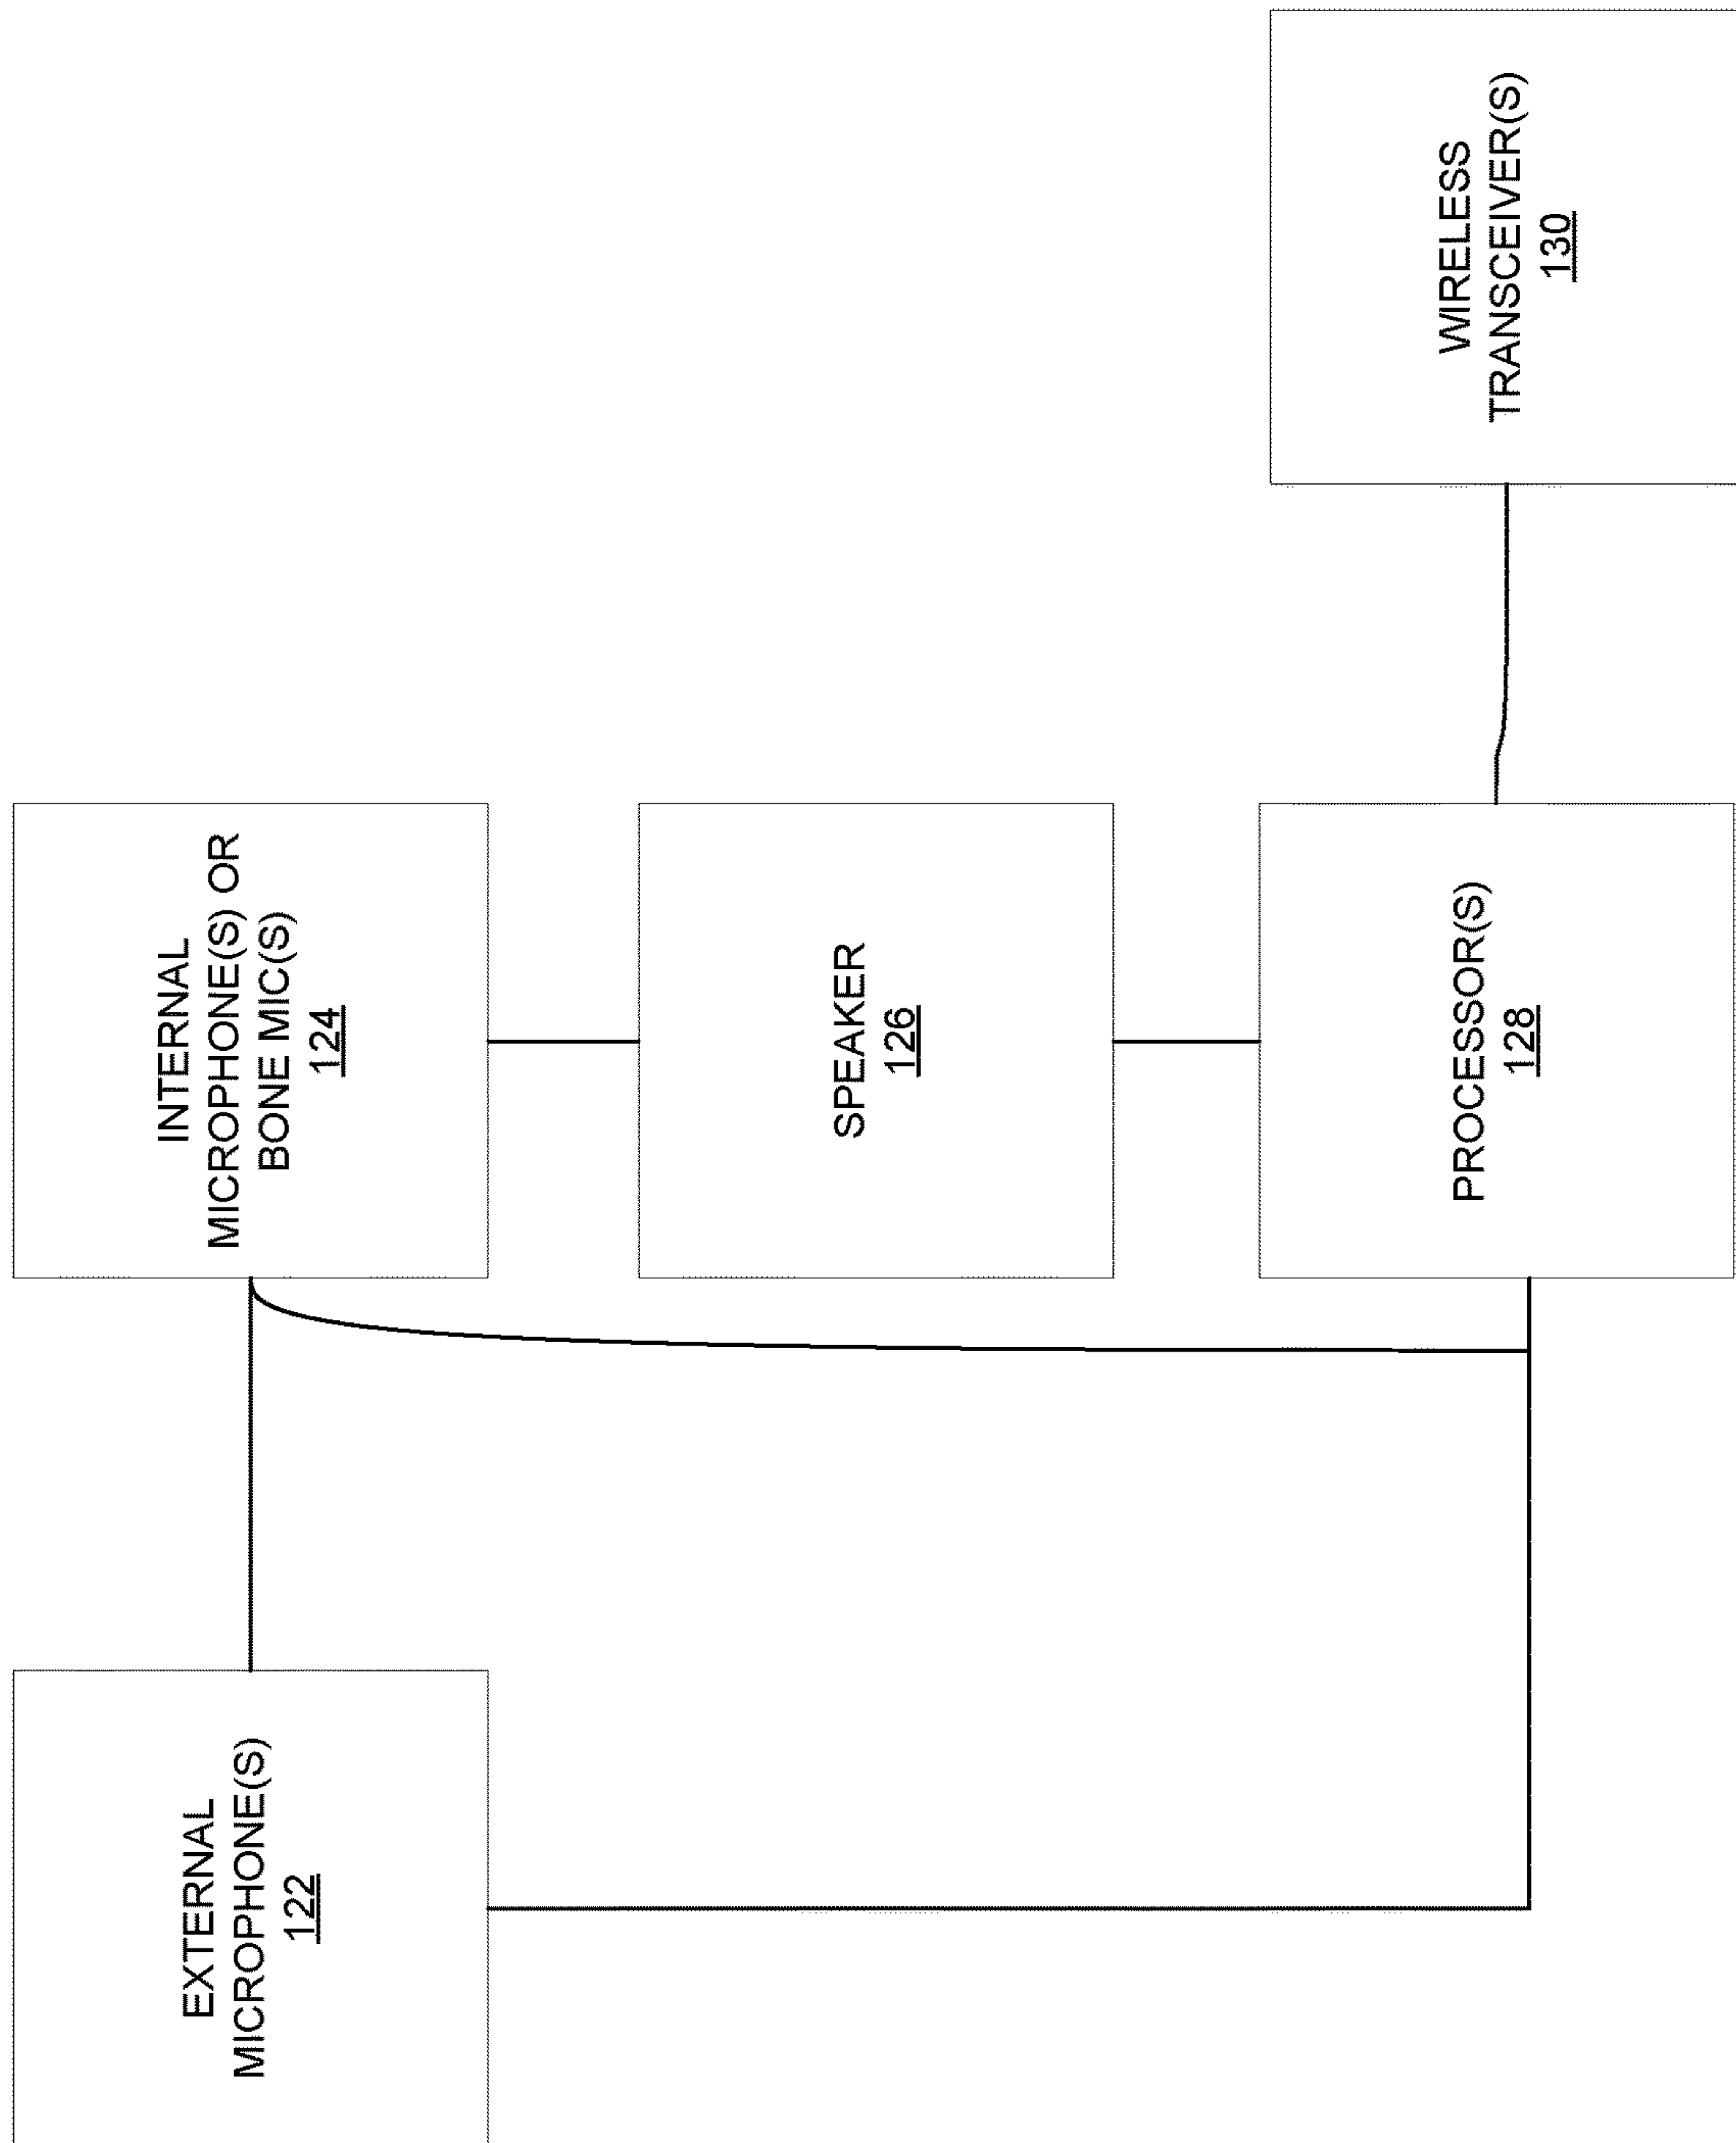 EXTERNAL
MICROPHONE(S)
122
INTERNAL
MICROPHONE(S) OR
BONE MIC(S)
124
SPEAKER
126
PROCESSOR(S)
128
WIRELESS
TRANSCEIVER(S)
130